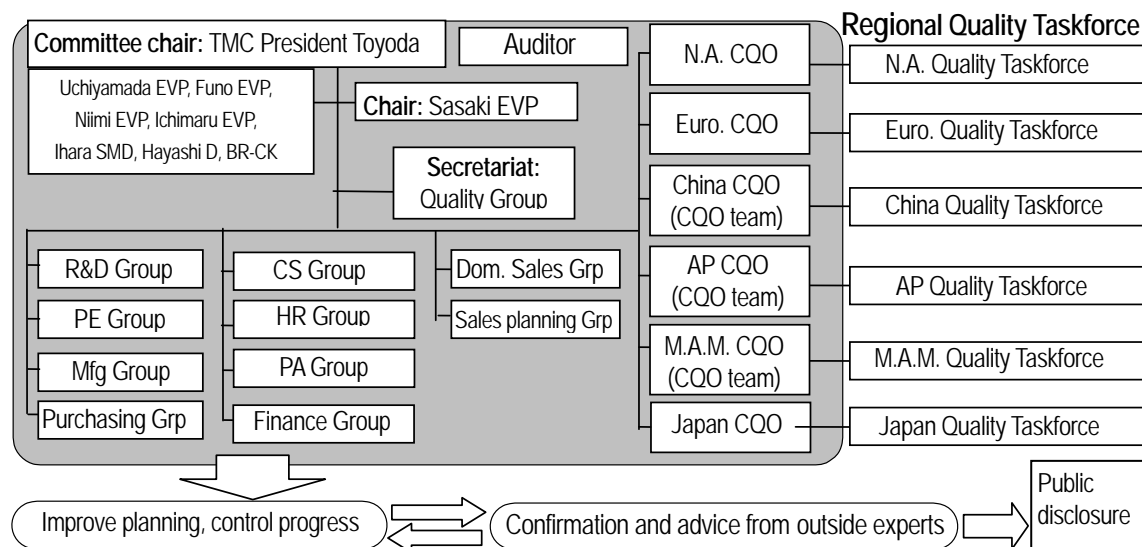 Committee chair: TMC President Toyoda
Uchiyamada EVP, Funo EVP,
Niimi EVP, Ichimaru EVP,
Ihara SMD, Hayashi D, BR-CK
Auditor
Chair: Sasaki EVP
Secretariat:
Quality Group
R&D Group
PE Group
Mfg Group
Purchasing Grp
CS Group
HR Group
PA Group
Finance Group
Dom. Sales Grp
Sales planning Grp
N.A. CQO
Euro. CQO
China CQO
(CQO team)
AP CQO
(CQO team)
M.A.M. CQO
(CQO team)
Japan CQO
Regional Quality Taskforce
N.A. Quality Taskforce
Euro. Quality Taskforce
China Quality Taskforce
AP Quality Taskforce
M.A.M. Quality Taskforce
Japan Quality Taskforce
Improve planning, control progress
Confirmation and advice from outside experts
Public
disclosure